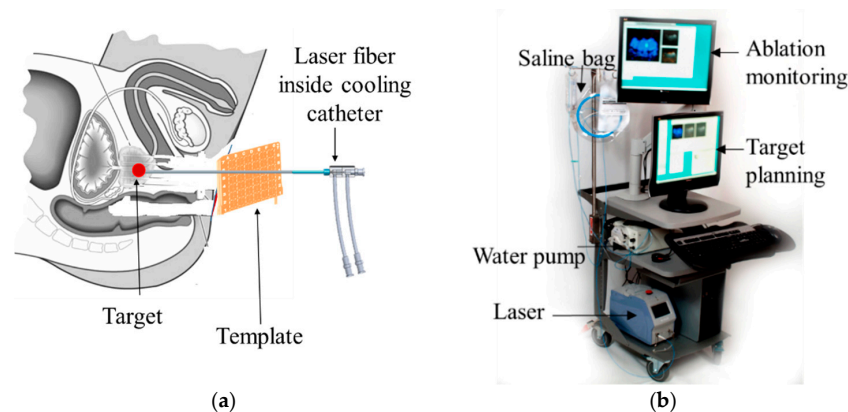 Laser fiber
inside cooling
catheter
Target
Template
(a)
Saline bag
Ablation
monitoring
Target
planning
Water pump
Laser
(b)